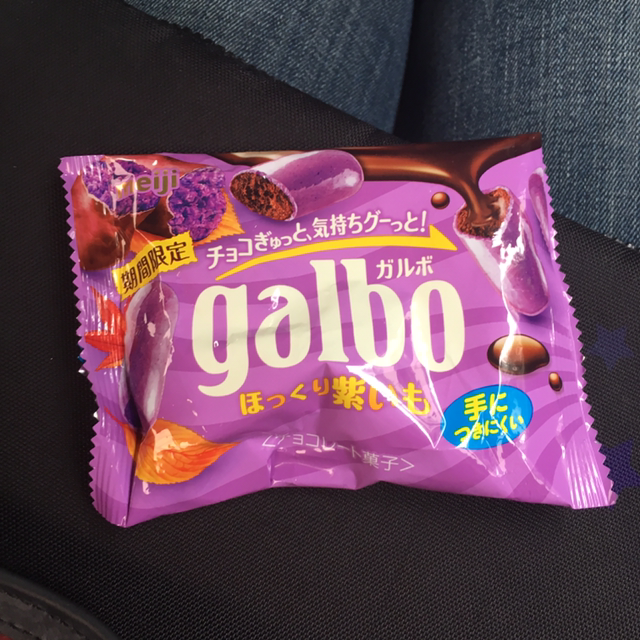 meiji
期間限定
チョコぎゅっと、気持ちグーっと!
ガルボ
galbo
ほっくり紫いも
手に
つきにくい
<チョコレート菓子>